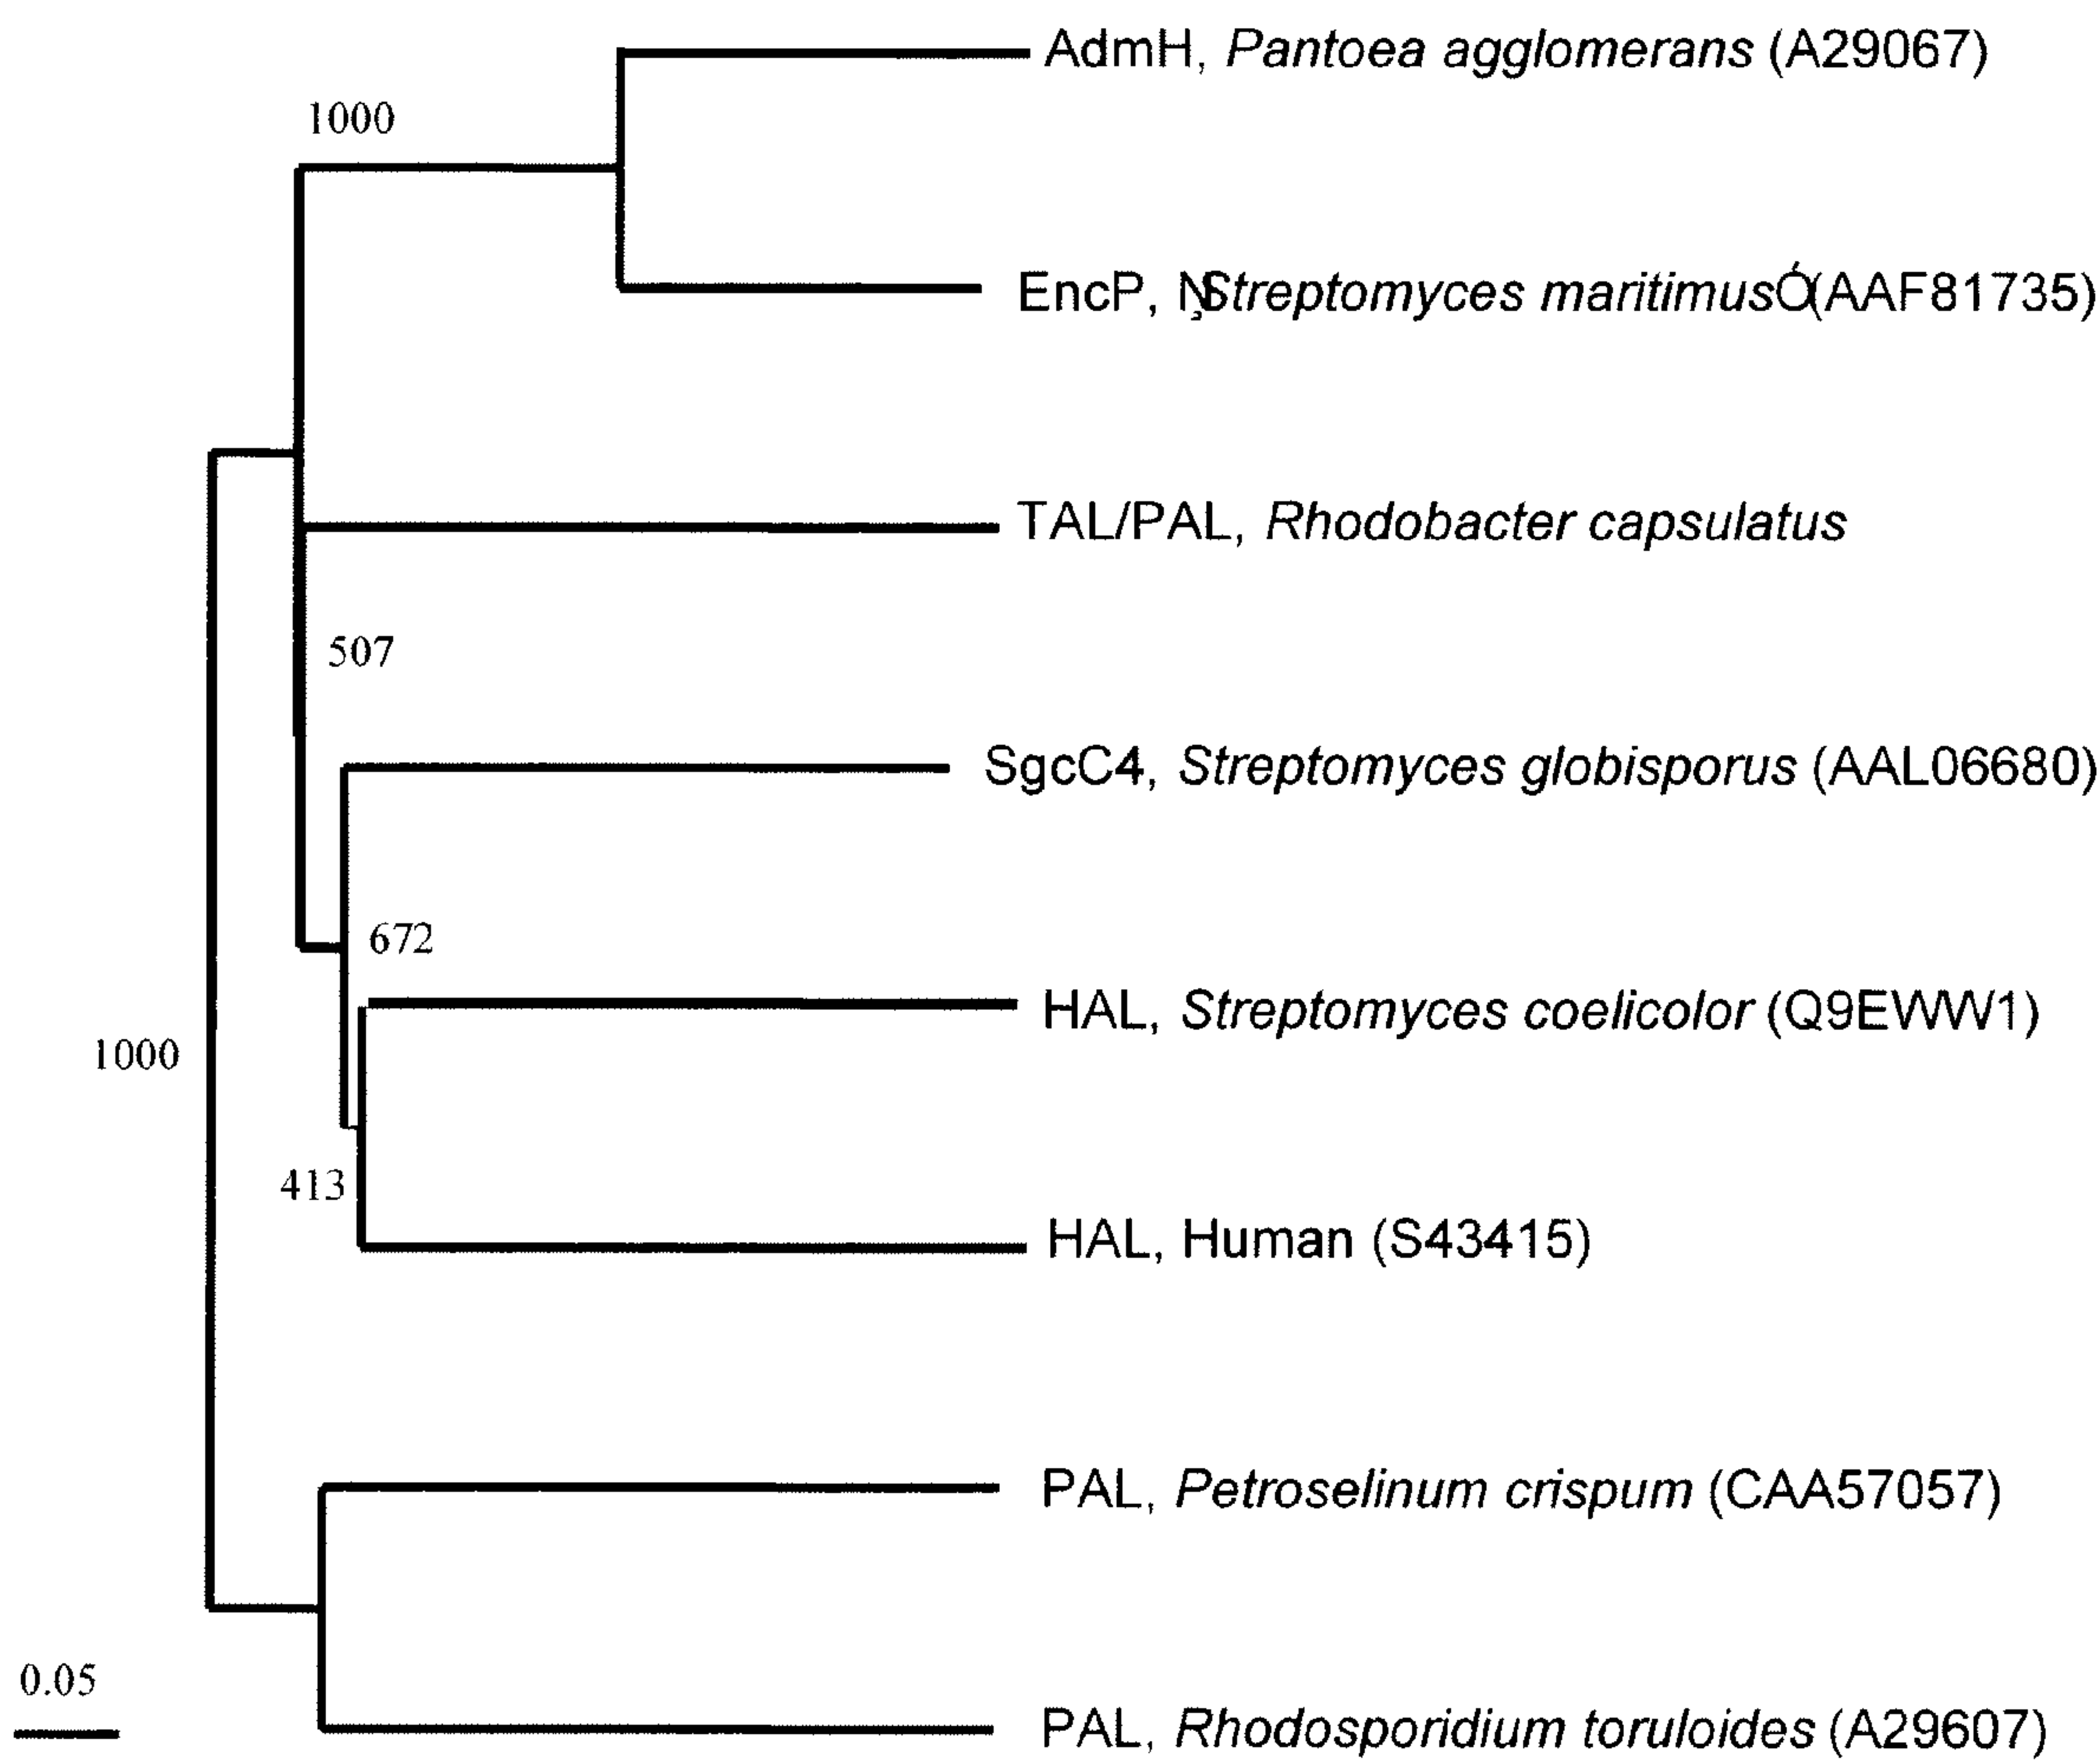 AdmH, Pantoea agglomerans (A29067)
1000
EncP, Streptomyces maritimus (AAF81735)
TAL/PAL, Rhodobacter capsulatus
507
SgcC4, Streptomyces globisporus (AAL06680)
672
HAL, Streptomyces coelicolor (Q9EWW1)
1000
413
HAL, Human (S43415)
PAL, Petroselinum crispum (CAA57057)
0.05
PAL, Rhodosporidium toruloides (A29607)